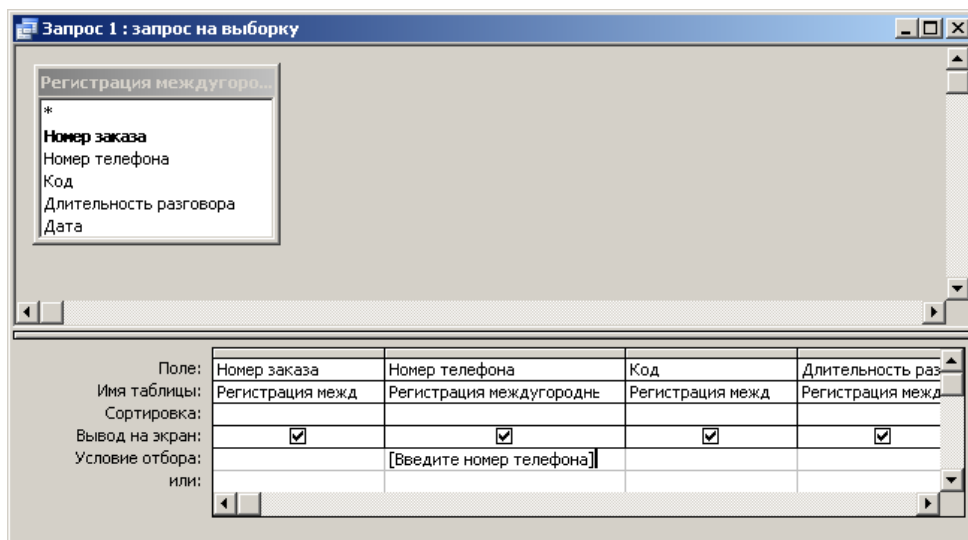 Запрос 1 : запрос на выборку
Регистрация междугоро...
*
Номер заказа
Номер телефона
Код
Длительность разговора
Дата
Поле: Номер заказа Номер телефона Код Длительность раз
Имя таблицы: Регистрация межд Регистрация междугороднь Регистрация межд Регистрация межд
Сортировка:
Вывод на экран:
Условие отбора: [Введите номер телефона]
или: